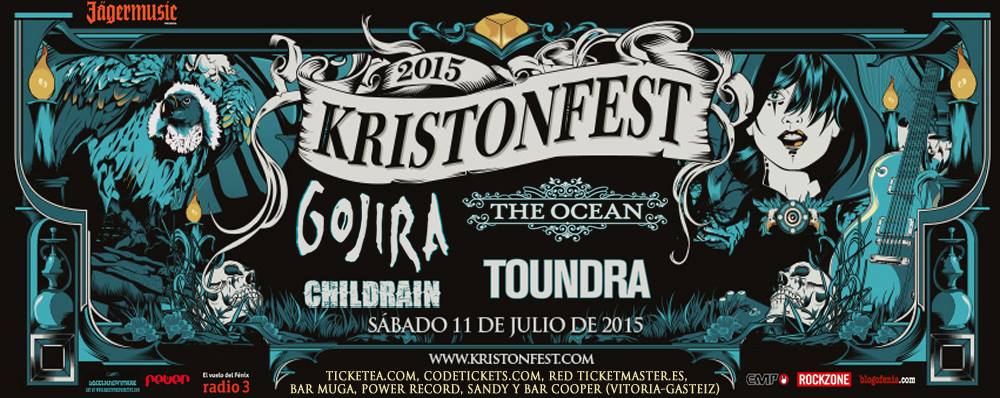 Jägermusic
2015
KRISTONFEST
GOJIRA
THE OCEAN
CHILDRAIN
TOUNDRA
SÁBADO 11 DE JULIO DE 2015
WWW.KRISTONFEST.COM
TICKETEA.COM, CODETICKETS.COM, RED TICKETMASTER.ES,
BAR MUGA, POWER RECORD, SANDY Y BAR COOPER (VITORIA-GASTEIZ)
El vuelo del Fénix
radio 3
EMP
ROCKZONE
blogofenia.com